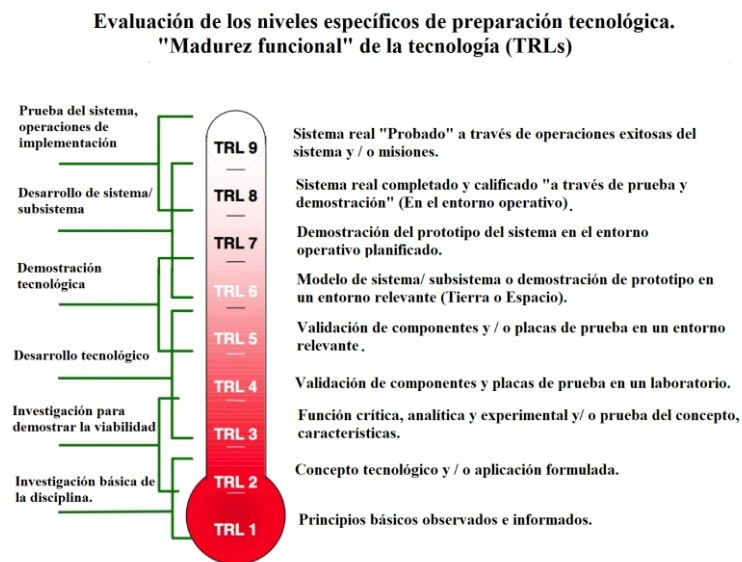 Evaluación de los niveles específicos de preparación tecnológica.
"Madurez funcional" de la tecnología (TRLs)
Prueba del sistema,
operaciones de
implementación
Desarrollo de sistema/
subsistema
Demostración
tecnológica
Desarrollo tecnológico
Investigación para
demostrar la viabilidad
Investigación básica de
la disciplina.
TRL 9
TRL 8
TRL 7
TRL 6
TRL 5
TRL 4
TRL 3
TRL 2
TRL 1
Sistema real "Probado" a través de operaciones exitosas del
sistema y / o misiones.
Sistema real completado y calificado "a través de prueba y
demostración" (En el entorno operativo).
Demostración del prototipo del sistema en el entorno
operativo planificado.
Modelo de sistema/ subsistema o demostración de prototipo en
un entorno relevante (Tierra o Espacio).
Validación de componentes y / o placas de prueba en un entorno
relevante.
Validación de componentes y placas de prueba en un laboratorio.
Función crítica, analítica y experimental y/ o prueba del concepto,
características.
Concepto tecnológico y / o aplicación formulada.
Principios básicos observados e informados.